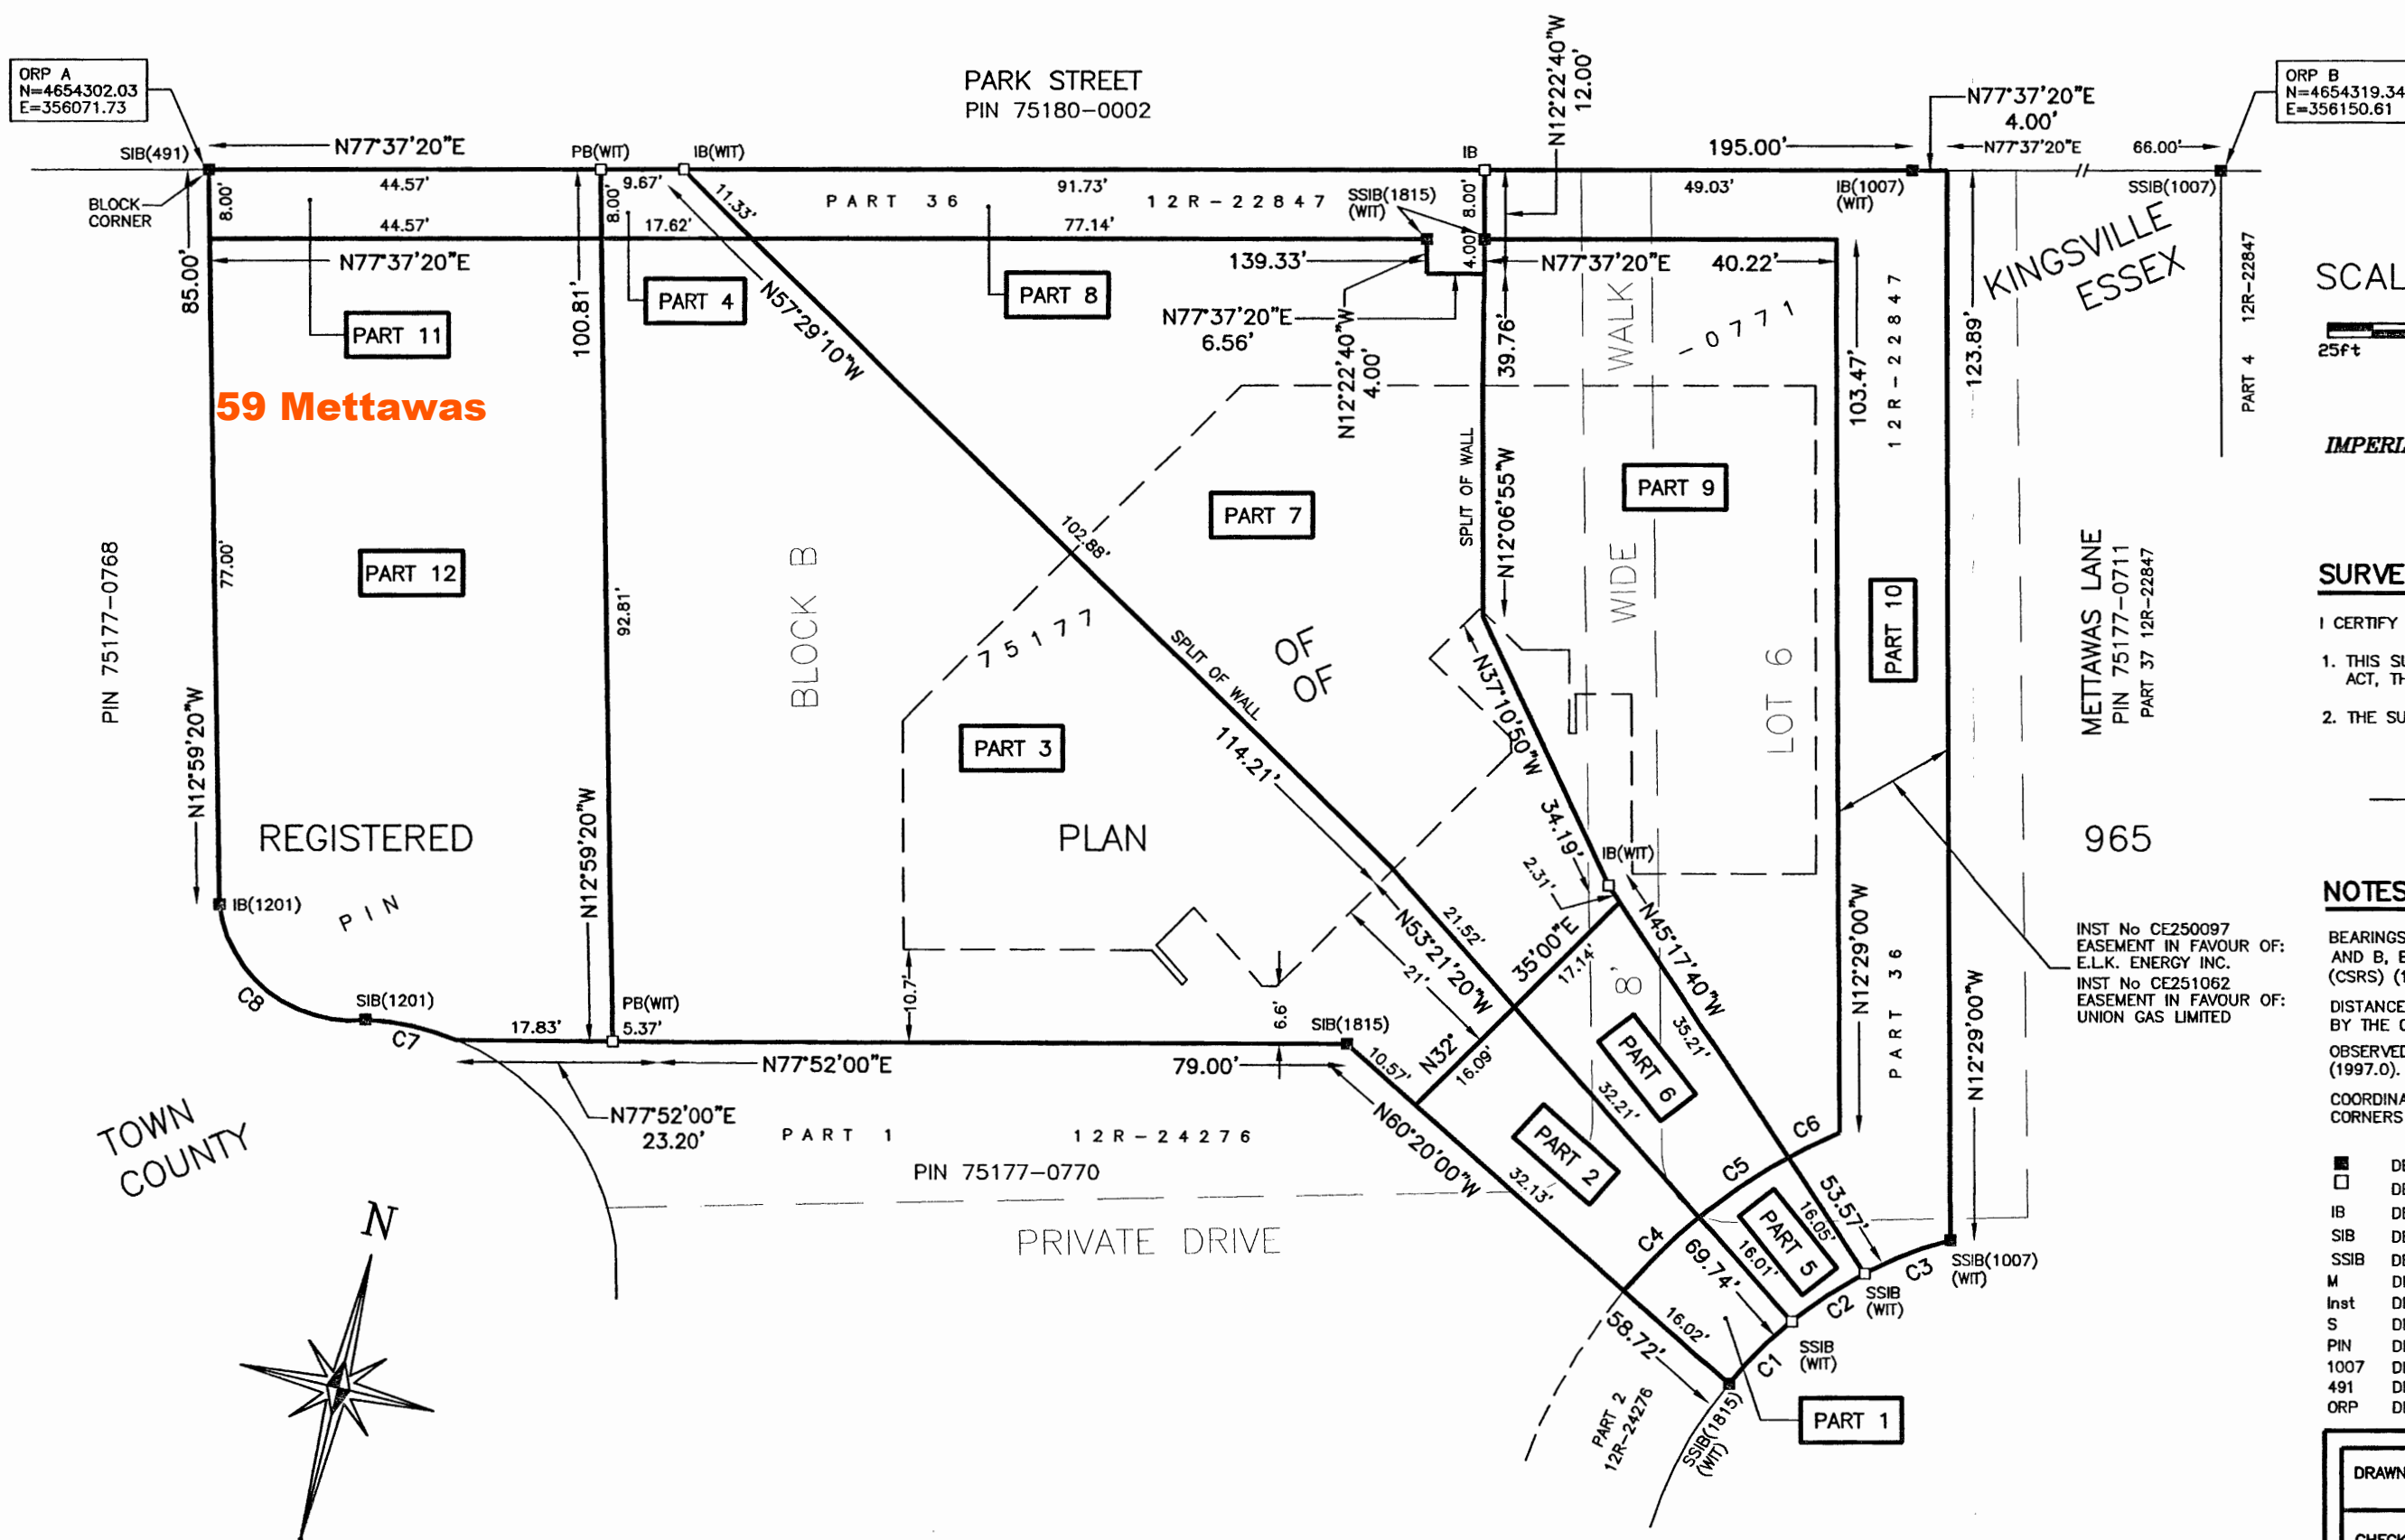 ORP A
N=4654302.03
E=356071.73
PARK STREET
PIN 75180-0002
N12°22'40"W
12.00'
ORP B
N=4654319.34
E=356150.61
N77°37'20"E
4.00'
SIB(491)
N77°37'20"E
PB(WIT)
IB(WIT)
IB
195.00'
N77°37'20"E
66.00'
BLOCK
CORNER
8.00'
44.57'
8.00'
9.67'
11.33'
91.73'
SSIB(1815)
(WIT)
8.00'
49.03'
IB(1007)
(WIT)
SSIB(1007)
PART 36
12R-22847
44.57'
17.62'
77.14'
85.00'
N77°37'20"E
100.81'
PART 4
N57°29'10"W
PART 8
139.33'
4.00'
N77°37'20"E
40.22'
PART 11
N77°37'20"E
6.56'
N12°22'40"W
4.00'
39.76'
WALK
-0771
103.47'
12R-22847
123.89'
KINGSVILLE
ESSEX
PART 4 12R-22847
SCAL
25ft
59 Mettawas
IMPERI
PIN 75177-0768
77.00'
PART 12
92.81'
BLOCK B
102.88'
PART 7
SPLIT OF WALL
N12°06'55"W
PART 9
WIDE
PART 10
METTAWAS LANE
PIN 75177-0711
PART 37 12R-22847
SURVE
I CERTIFY
1. THIS SU
ACT, TH
2. THE SU
75177
SPLIT OF WALL
OF
OF
N37°10'50"W
LOT 6
N12°59'20"W
PART 3
114.21'
34.19'
REGISTERED
N12°59'20"W
PLAN
IB(WIT)
2.31'
965
IB(1201)
PIN
N53°21'20"W
21.52'
35'00"E
17.14'
N45°17'40"W
N12°29'00"W
NOTES
INST No CE250097
EASEMENT IN FAVOUR OF:
E.L.K. ENERGY INC.
INST No CE251062
EASEMENT IN FAVOUR OF:
UNION GAS LIMITED
BEARINGS
AND B, B
(CSRS) (1
DISTANCE
BY THE C
OBSERVED
(1997.0).
COORDINA
CORNERS
C8
SIB(1201)
C7
17.83'
PB(WIT)
5.37'
10.7'
6.6'
21'
8'
SIB(1815)
10.57'
N32°
16.09'
35.21'
PART 6
PART 36
N12°29'00"W
N77°52'00"E
79.00'
N77°52'00"E
23.20'
TOWN
COUNTY
PART 1
12R-24276
PIN 75177-0770
N60°20'00"W
32.21'
PART 2
32.13'
C6
C5
53.57'
PRIVATE DRIVE
C4
69.74'
16.01'
PART 5
16.05'
C3
SSIB(1007)
(WIT)
SSIB
(WIT)
C2
SSIB
(WIT)
C1
16.02'
58.72'
PART 1
PART 2
12R-24276
SSIB(1815)
(WIT)
N
DE
DE
IB DE
SIB DE
SSIB DE
M DE
Inst DE
S DE
PIN DE
1007 DE
491 DE
ORP DE
DRAWN
CHECK